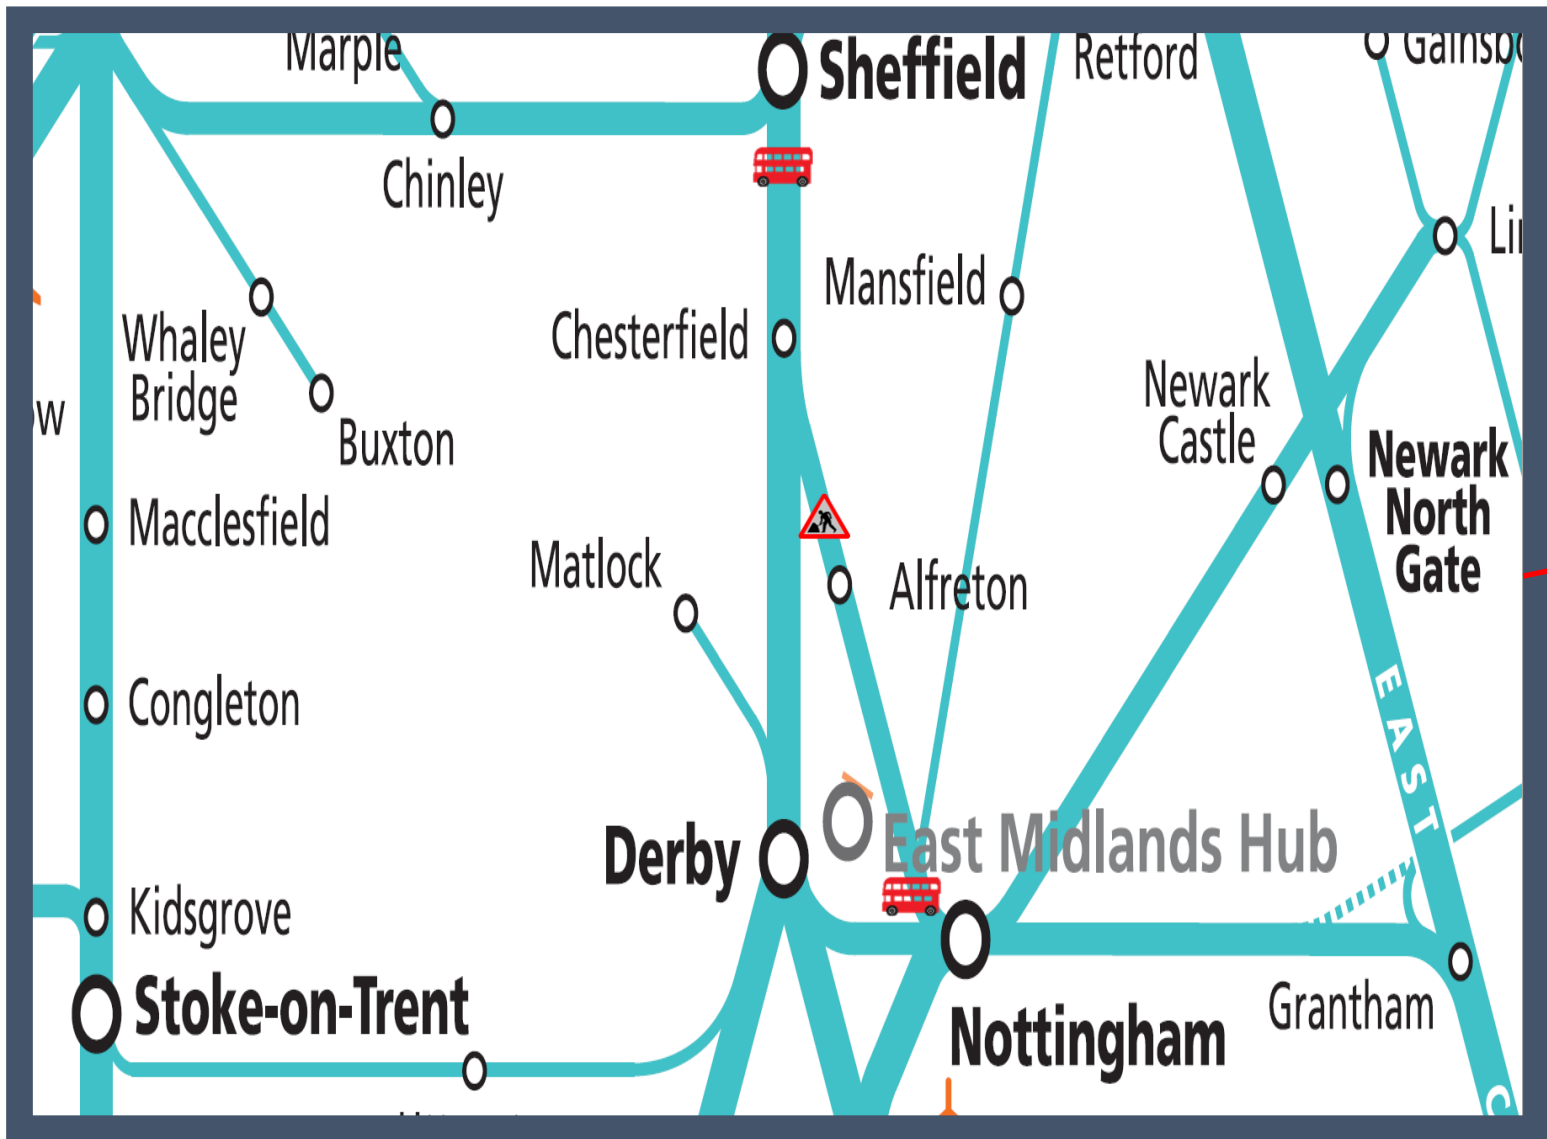 Marple
Sheffield
Retford
Chinley
Mansfield
Chesterfield
Whaley
Bridge
Buxton
Newark
Castle
Newark
North
Gate
Macclesfield
Matlock
Alfreton
Congleton
EAST
East Midlands Hub
Derby
Kidsgrove
Stoke-on-Trent
Grantham
Nottingham
C